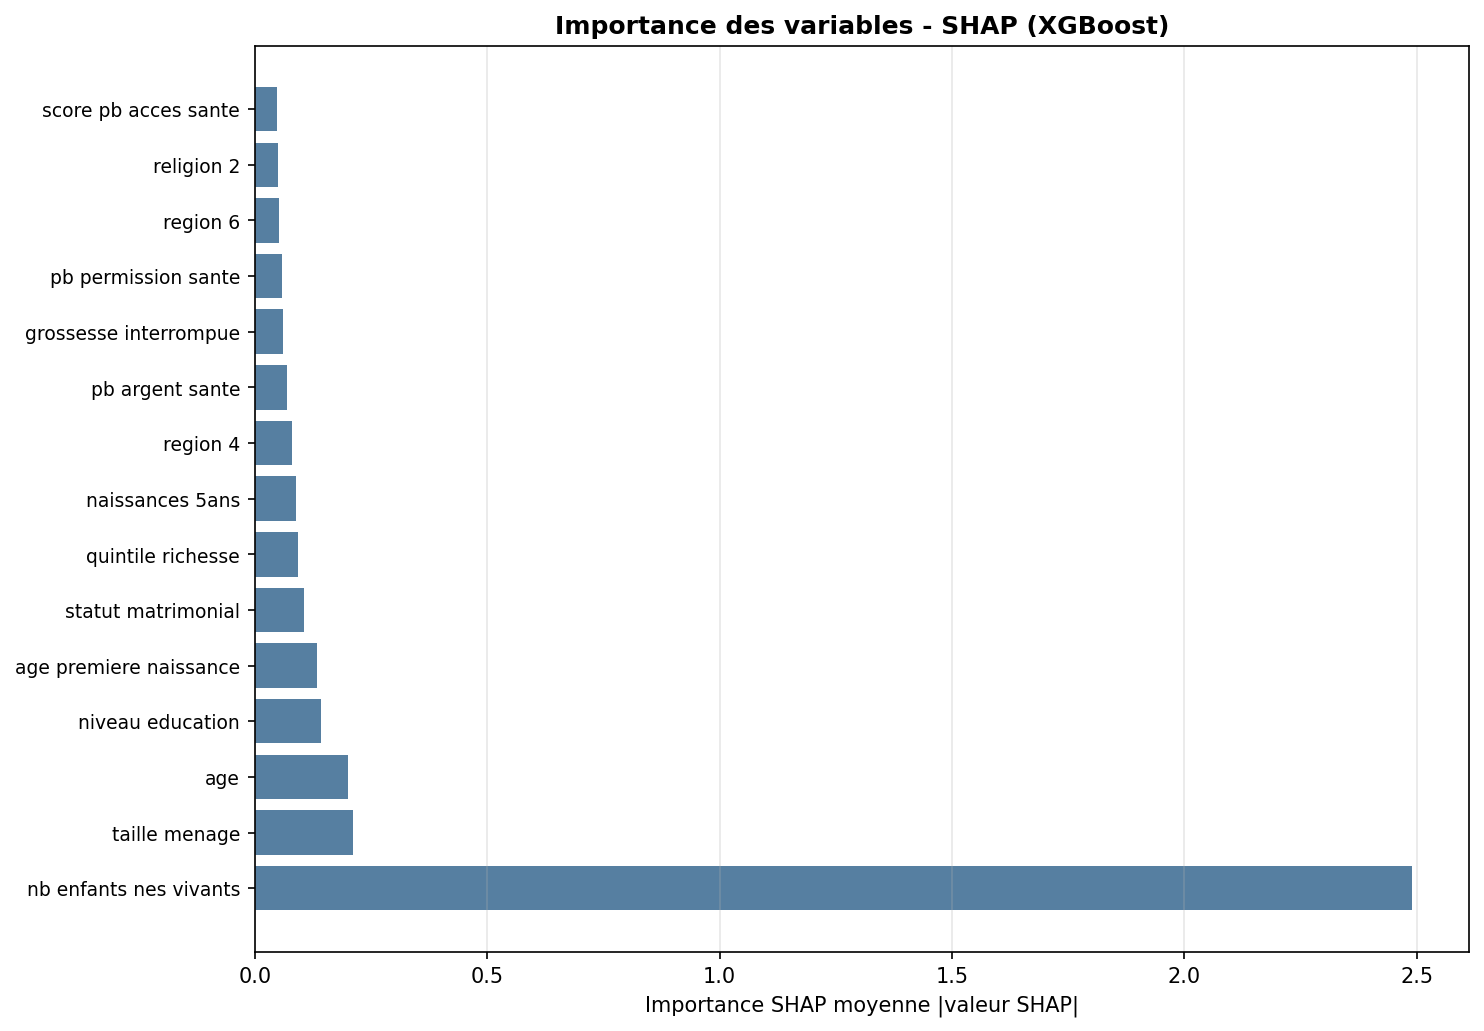 Importance des variables - SHAP (XGBoost)
score pb acces sante
religion 2
region 6
pb permission sante
grossesse interrompue
pb argent sante
region 4
naissances 5ans
quintile richesse
statut matrimonial
age premiere naissance
niveau education
age
taille menage
nb enfants nes vivants
0.0 0.5 1.0 1.5 2.0 2.5
Importance SHAP moyenne |valeur SHAP|